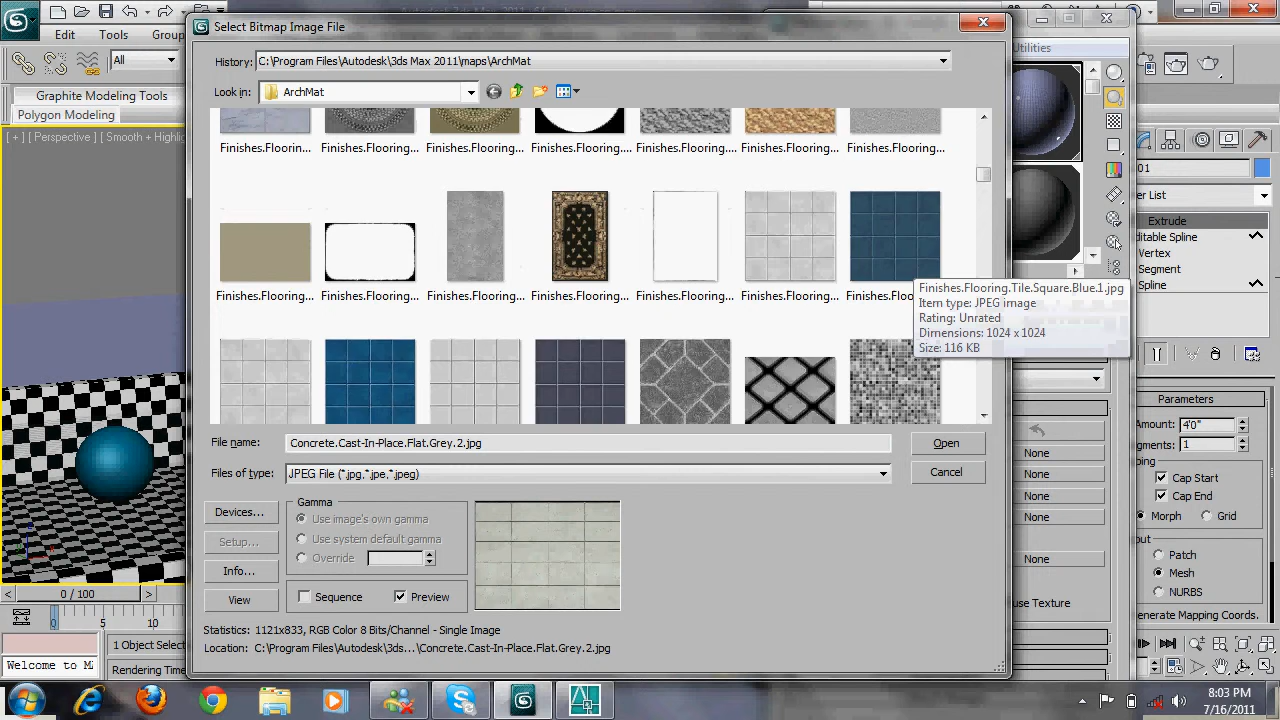 Select Bitmap Image File
Edit
Tools
Group
All
Graphite Modeling Tools
Polygon Modeling
[ + ] [ Perspective ] [ Smooth + Highli
History:
C:\Program Files\Autodesk\3ds Max 2011\maps\ArchMat
Look in:
ArchMat
Finishes.Floorin...
Finishes.Flooring...
Finishes.Flooring...
Finishes.Flooring...
Finishes.Flooring...
Finishes.Flooring...
Finishes.Flooring...
Finishes.Flooring...
Finishes.Flooring...
Finishes.Flooring...
Finishes.Flooring...
Finishes.Flooring...
Finishes.Flooring...
Finishes.Floo
Finishes.Flooring.Tile.Square.Blue.1.jpg
Item type: JPEG image
Rating: Unrated
Dimensions: 1024 x 1024
Size: 116 KB
File name:
Concrete.Cast-In-Place.Flat.Grey.2.jpg
Open
Files of type:
JPEG File (*.jpg,*.jpe,*.jpeg)
Cancel
Devices...
Setup...
Info...
View
Gamma
Use image's own gamma
Use system default gamma
Override
Sequence
Preview
Statistics: 1121x833, RGB Color 8 Bits/Channel - Single Image
Location: C:\Program Files\Autodesk\3ds...\Concrete.Cast-In-Place.Flat.Grey.2.jpg
Utilities
01
er List
Extrude
ditable Spline
Vertex
Segment
Spline
Parameters
Amount: 4'0"
gments: 1
ping
Cap Start
Cap End
Morph
Grid
put
Patch
Mesh
NURBS
enerate Mapping Coords.
None
None
None
None
None
use Texture
0 / 100
0
5
10
1 Object Select
Welcome to M
Rendering Time
8:03 PM
7/16/2011